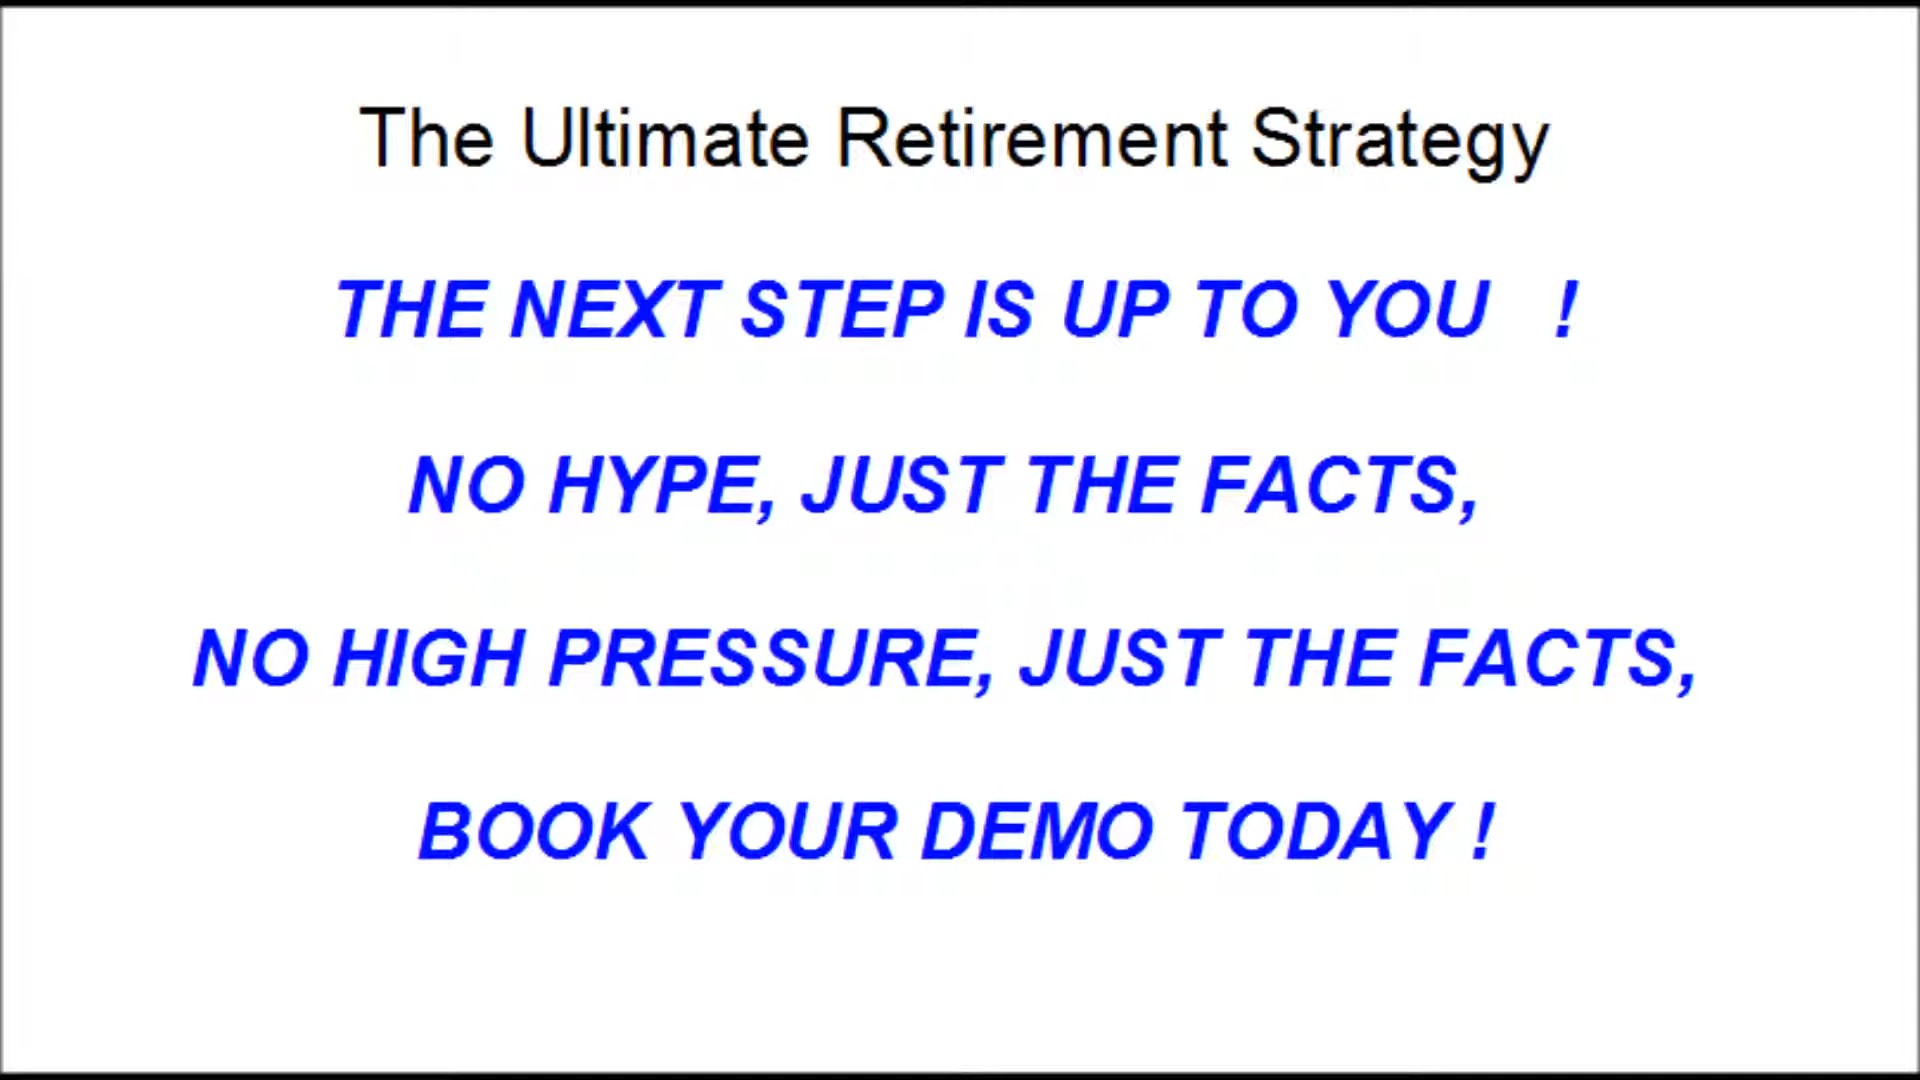 The Ultimate Retirement Strategy
THE NEXT STEP IS UP TO YOU !
NO HYPE, JUST THE FACTS,
NO HIGH PRESSURE, JUST THE FACTS,
BOOK YOUR DEMO TODAY !